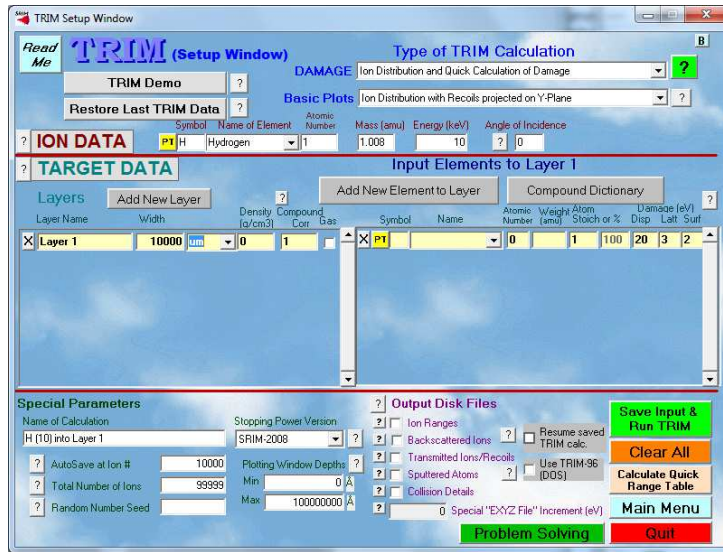 TRIM Setup Window
Read Me
TRIM (Setup Window)
Type of TRIM Calculation
B
DAMAGE Ion Distribution and Quick Calculation of Damage ?
TRIM Demo ?
Basic Plots Ion Distribution with Recoils projected on Y-Plane ?
Restore Last TRIM Data ?
Symbol Name of Element Atomic Number Mass (amu) Energy (keV) Angle of Incidence
? ION DATA PT H Hydrogen 1 1.008 10 ? 0
? TARGET DATA
Input Elements to Layer 1
Layers Add New Layer ?
Add New Element to Layer Compound Dictionary ?
Layer Name Width Density (g/cm3) Compound Corr Gas
Symbol Name Atomic Number Weight (amu) Atom Stoich or % Damage (eV) Disp Latt Surf
X Layer 1 10000 um 0 1
X PT 0 1 100 20 3 2
Special Parameters
Name of Calculation
H (10) into Layer 1
Stopping Power Version
SRIM-2008 ?
? AutoSave at Ion # 10000
? Total Number of Ions 99999
? Random Number Seed
Plotting Window Depths ?
Min 0 Å
Max 100000000 Å
? Output Disk Files
? Ion Ranges
? Backscattered Ions
? Transmitted Ions/Recoils
? Sputtered Atoms
? Collision Details
? Resume saved TRIM calc.
? Use TRIM-96 (DOS)
0 Special "EXYZ File" Increment (eV)
Save Input & Run TRIM
Clear All
Calculate Quick Range Table
Main Menu
Problem Solving
Quit